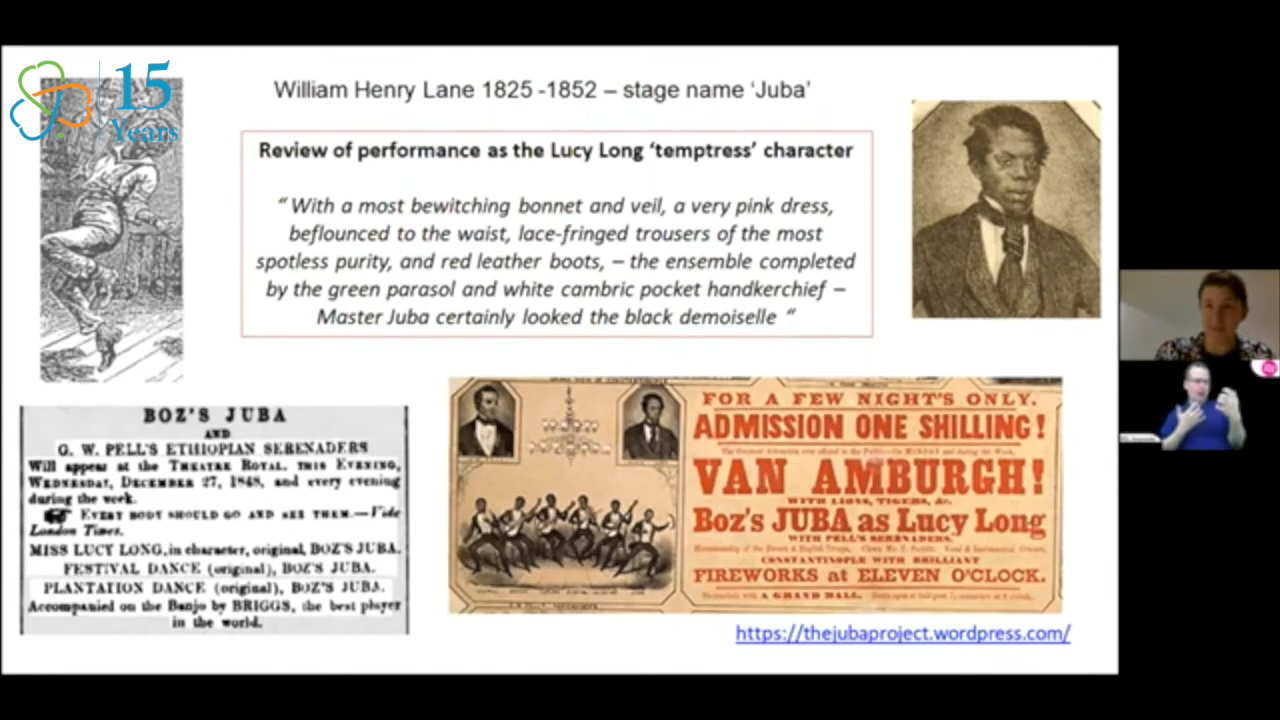 15
Years
William Henry Lane 1825 -1852 – stage name ‘Juba’
Review of performance as the Lucy Long ‘temptress’ character
“ With a most bewitching bonnet and veil, a very pink dress,
beflounced to the waist, lace-fringed trousers of the most
spotless purity, and red leather boots, – the ensemble completed
by the green parasol and white cambric pocket handkerchief –
Master Juba certainly looked the black demoiselle “
BOZ'S JUBA
AND
G. W. PELL'S ETHIOPIAN SERENADERS
Will appear at the THEATRE ROYAL, THIS EVENING,
WEDNESDAY, DECEMBER 27, 1848, and every evening
during the week.
EVERY BODY SHOULD GO AND SEE THEM.—Vide
London Times.
MISS LUCY LONG, in character, original, BOZ'S JUBA.
FESTIVAL DANCE (original), BOZ'S JUBA.
PLANTATION DANCE (original), BOZ'S JUBA.
Accompanied on the Banjo by BRIGGS, the best player
in the world.
FOR A FEW NIGHT'S ONLY.
ADMISSION ONE SHILLING!
VAN AMBURGH!
WITH LIONS, TIGERS, &c.
Boz's JUBA as Lucy Long
WITH PELL'S SERENADERS.
CONSTANTINOPLE WITH BRILLIANT
FIREWORKS at ELEVEN O'CLOCK.
A GRAND BALL.
https://thejubaproject.wordpress.com/